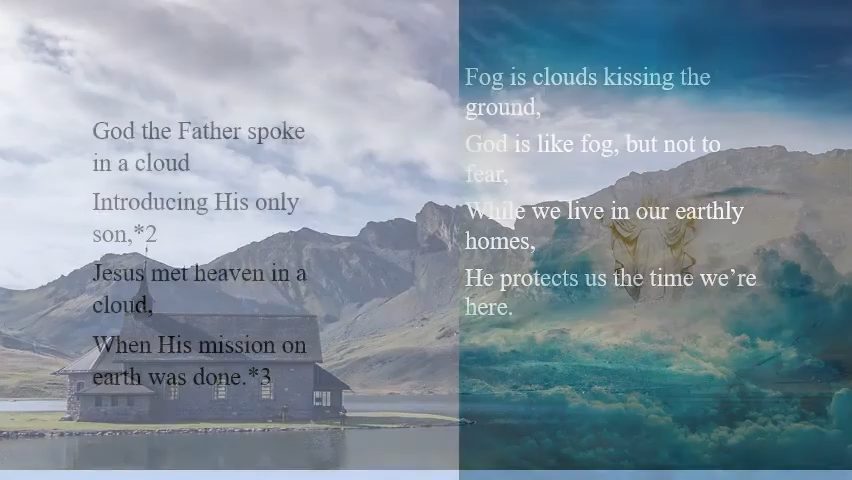 God the Father spoke
in a cloud
Introducing His only
son,*2
Jesus met heaven in a
cloud,
When His mission on
earth was done.*3
Fog is clouds kissing the
ground,
God is like fog, but not to
fear,
While we live in our earthly
homes,
He protects us the time we’re
here.